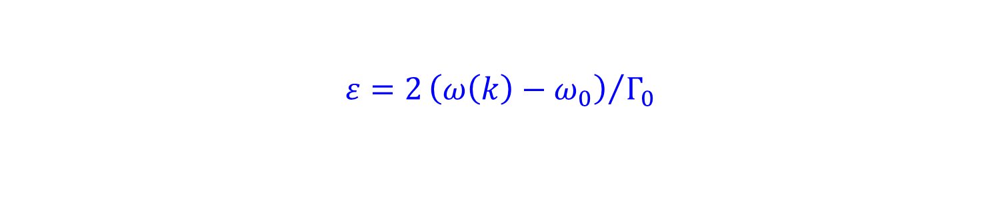 ε = 2 (ω(k) − ω₀)/Γ₀